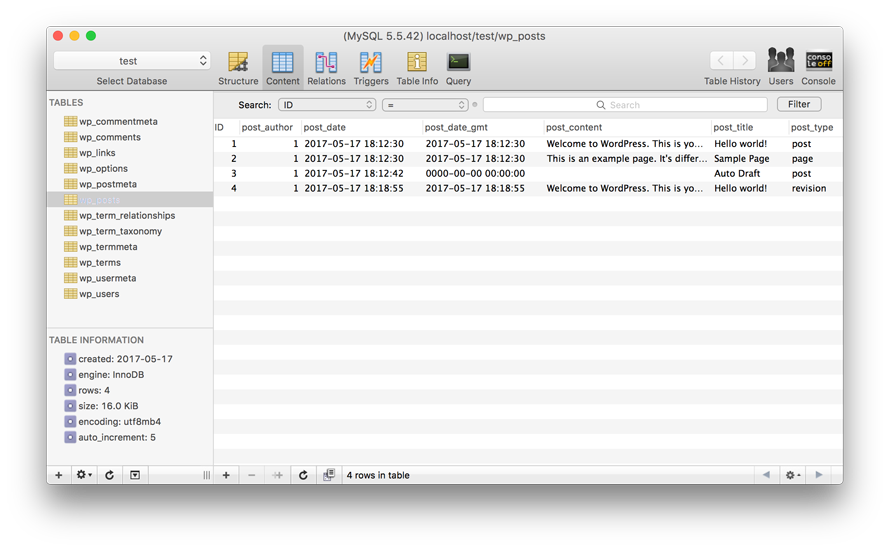 (MySQL 5.5.42) localhost/test/wp_posts
test
Select Database
Structure Content Relations Triggers Table Info Query
Table History Users Console
conso
le off
TABLES
Search: ID = Search Filter
wp_commentmeta
wp_comments
wp_links
wp_options
wp_postmeta
wp_posts
wp_term_relationships
wp_term_taxonomy
wp_termmeta
wp_terms
wp_usermeta
wp_users
ID post_author post_date post_date_gmt post_content post_title post_type
1 1 2017-05-17 18:12:30 2017-05-17 18:12:30 Welcome to WordPress. This is yo... Hello world! post
2 1 2017-05-17 18:12:30 2017-05-17 18:12:30 This is an example page. It's differ... Sample Page page
3 1 2017-05-17 18:12:42 0000-00-00 00:00:00 Auto Draft post
4 1 2017-05-17 18:18:55 2017-05-17 18:18:55 Welcome to WordPress. This is yo... Hello world! revision
TABLE INFORMATION
created: 2017-05-17
engine: InnoDB
rows: 4
size: 16.0 KiB
encoding: utf8mb4
auto_increment: 5
4 rows in table